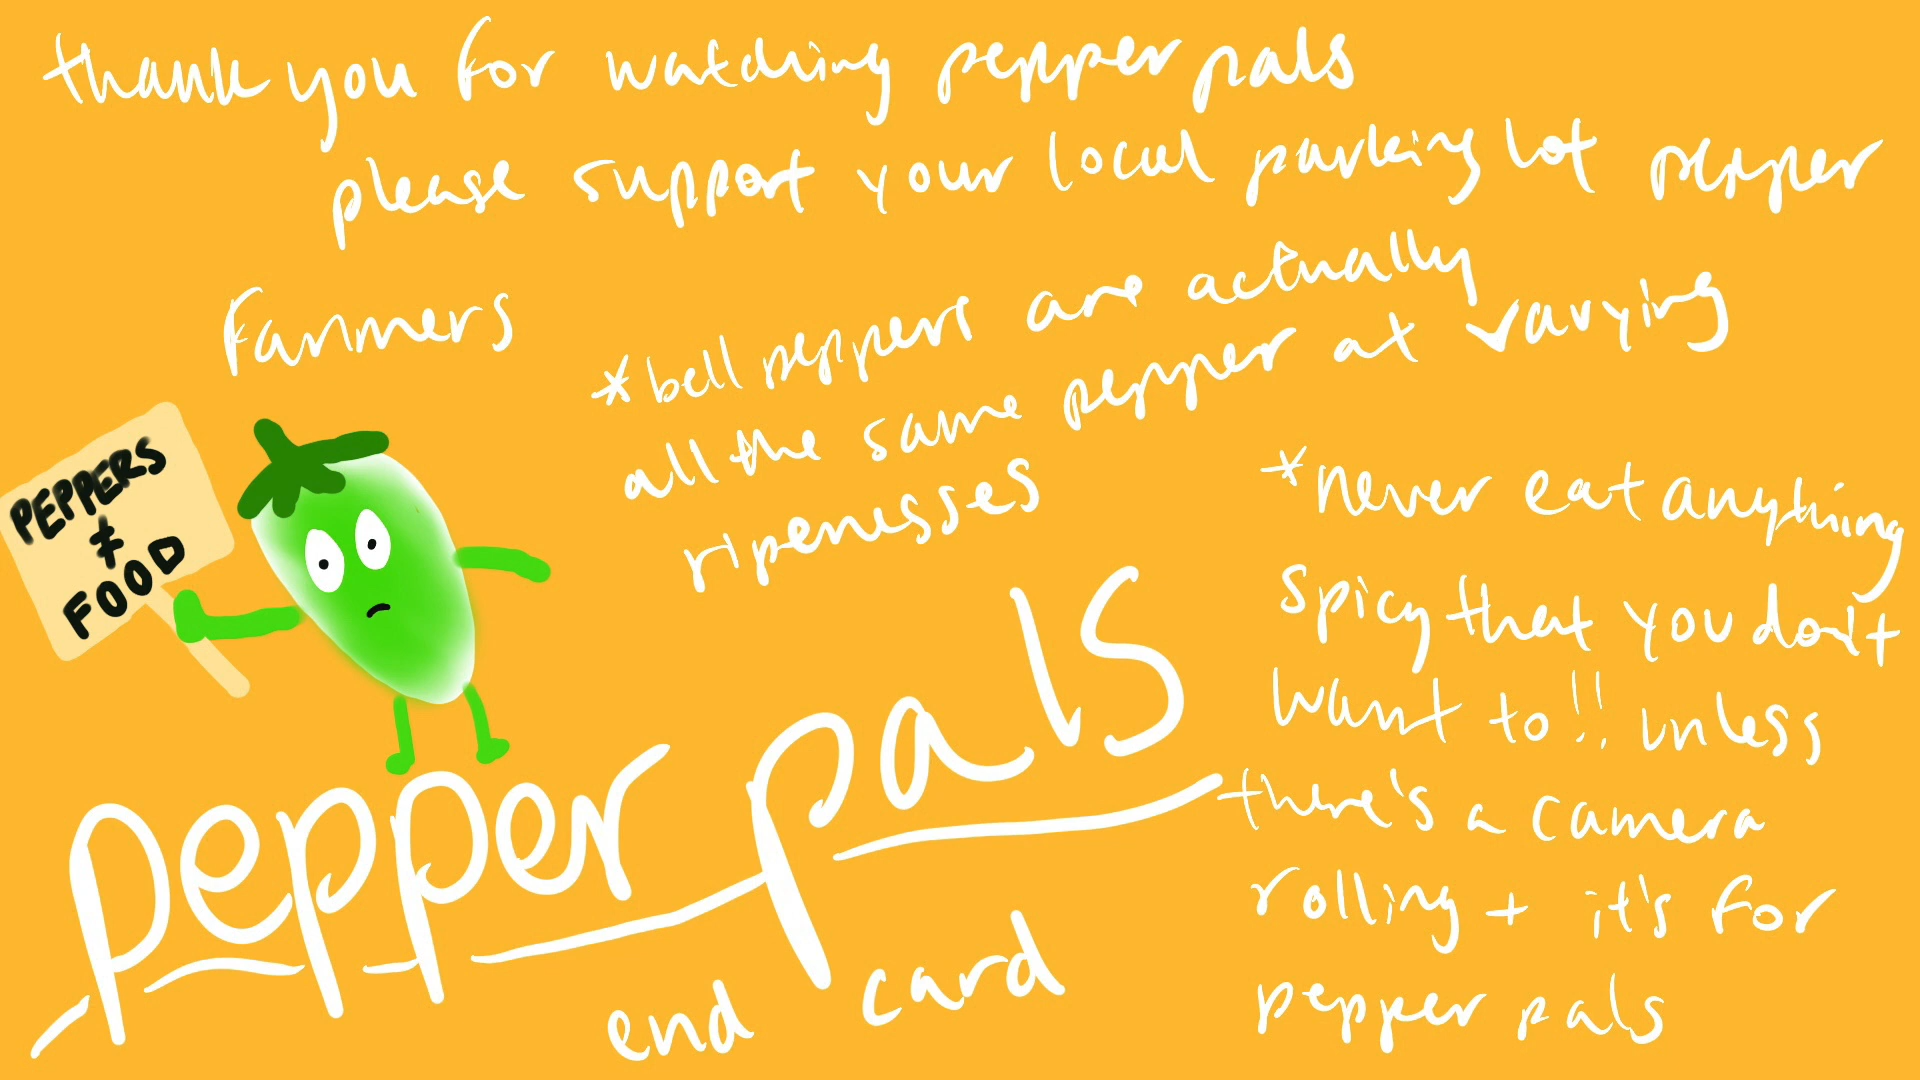 thank you for watching pepper pals
please support your local parking lot pepper
farmers
*bell peppers are actually
all the same pepper at varying
ripenesses
PEPPERS
≠
FOOD
*never eat anything
spicy that you don't
want to!! unless
there's a camera
rolling + it's for
pepper pals
pepper pals
end card